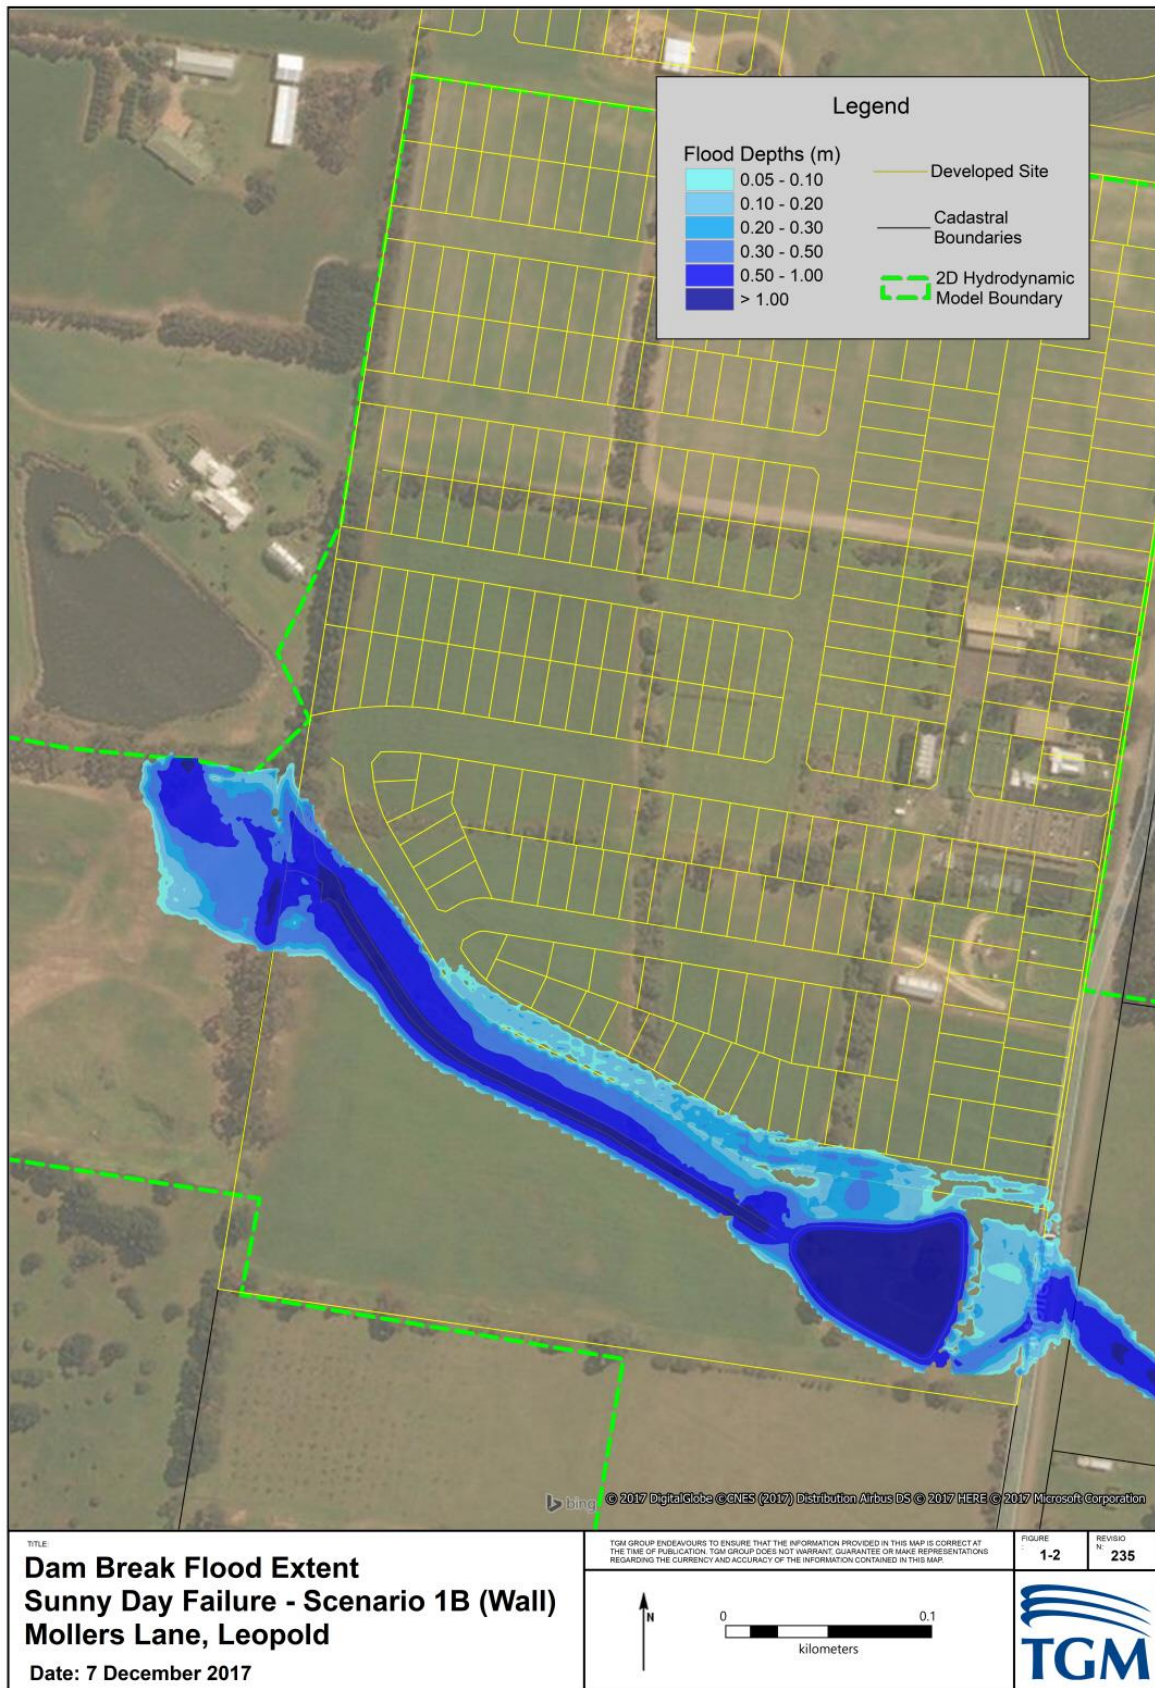 Legend
Flood Depths (m)
0.05 - 0.10
0.10 - 0.20
0.20 - 0.30
0.30 - 0.50
0.50 - 1.00
> 1.00
Developed Site
Cadastral
Boundaries
2D Hydrodynamic
Model Boundary
bing
© 2017 DigitalGlobe ©CNES (2017) Distribution Airbus DS © 2017 HERE © 2017 Microsoft Corporation
TITLE:
Dam Break Flood Extent
Sunny Day Failure - Scenario 1B (Wall)
Mollers Lane, Leopold
Date: 7 December 2017
TGM GROUP ENDEAVOURS TO ENSURE THAT THE INFORMATION PROVIDED IN THIS MAP IS CORRECT AT
THE TIME OF PUBLICATION. TGM GROUP DOES NOT WARRANT, GUARANTEE OR MAKE REPRESENTATIONS
REGARDING THE CURRENCY AND ACCURACY OF THE INFORMATION CONTAINED IN THIS MAP.
N
0 0.1
kilometers
FIGURE
:
1-2
REVISIO
N:
235
TGM